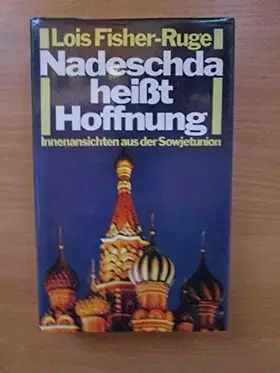 Lois Fisher-Ruge
Nadeschda
heißt
Hoffnung
Innenansichten aus der Sowjetunion